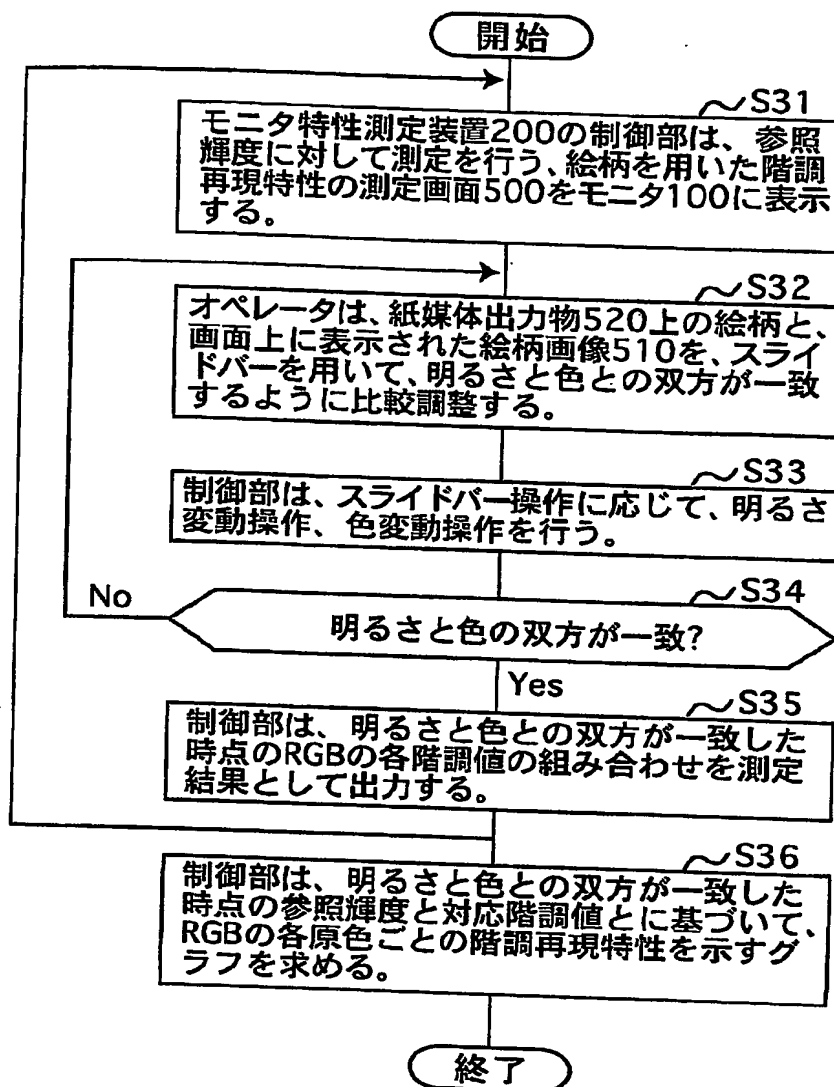 開始
S31
モニタ特性測定装置200の制御部は、参照
輝度に対して測定を行う、絵柄を用いた階調
再現特性の測定画面500をモニタ100に表示
する。
S32
オペレータは、紙媒体出力物520上の絵柄と、
画面上に表示された絵柄画像510を、スライ
ドバーを用いて、明るさと色との双方が一致
するように比較調整する。
S33
制御部は、スライドバー操作に応じて、明るさ
変動操作、色変動操作を行う。
S34
No
明るさと色の双方が一致?
Yes
S35
制御部は、明るさと色との双方が一致した
時点のRGBの各階調値の組み合わせを測定
結果として出力する。
S36
制御部は、明るさと色との双方が一致した
時点の参照輝度と対応階調値とに基づいて、
RGBの各原色ごとの階調再現特性を示すグ
ラフを求める。
終了